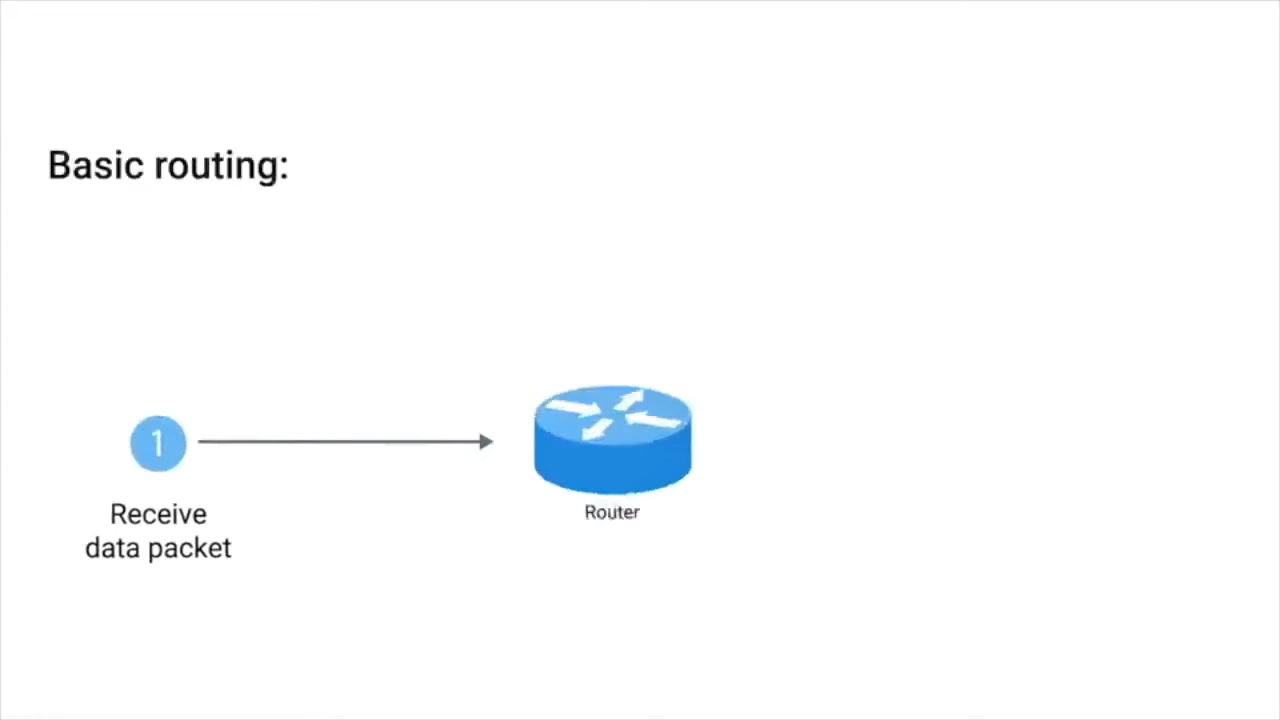 Basic routing:
1
Receive
data packet
Router